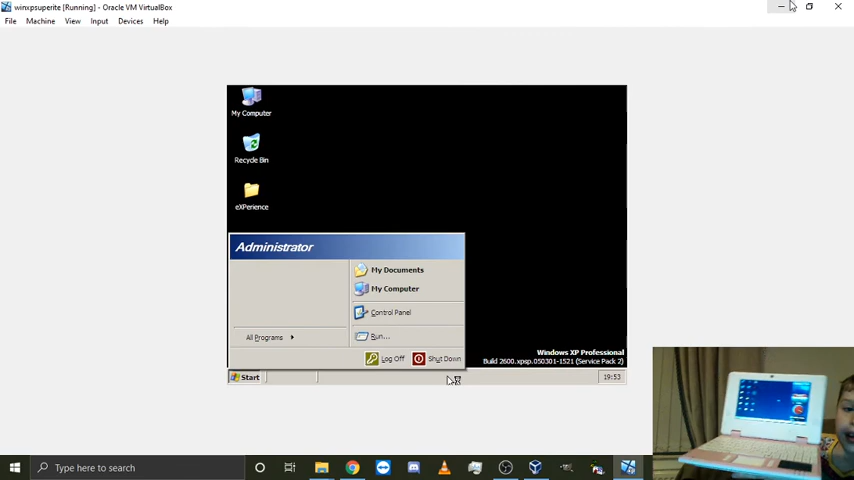 winxpsuperite [Running] - Oracle VM VirtualBox
File Machine View Input Devices Help
My Computer
Recycle Bin
eXPerience
Administrator
My Documents
My Computer
Control Panel
All Programs
Run...
Log Off Shut Down
Windows XP Professional
Build 2600.xpsp.050301-1521 (Service Pack 2)
Start
19:53
Type here to search